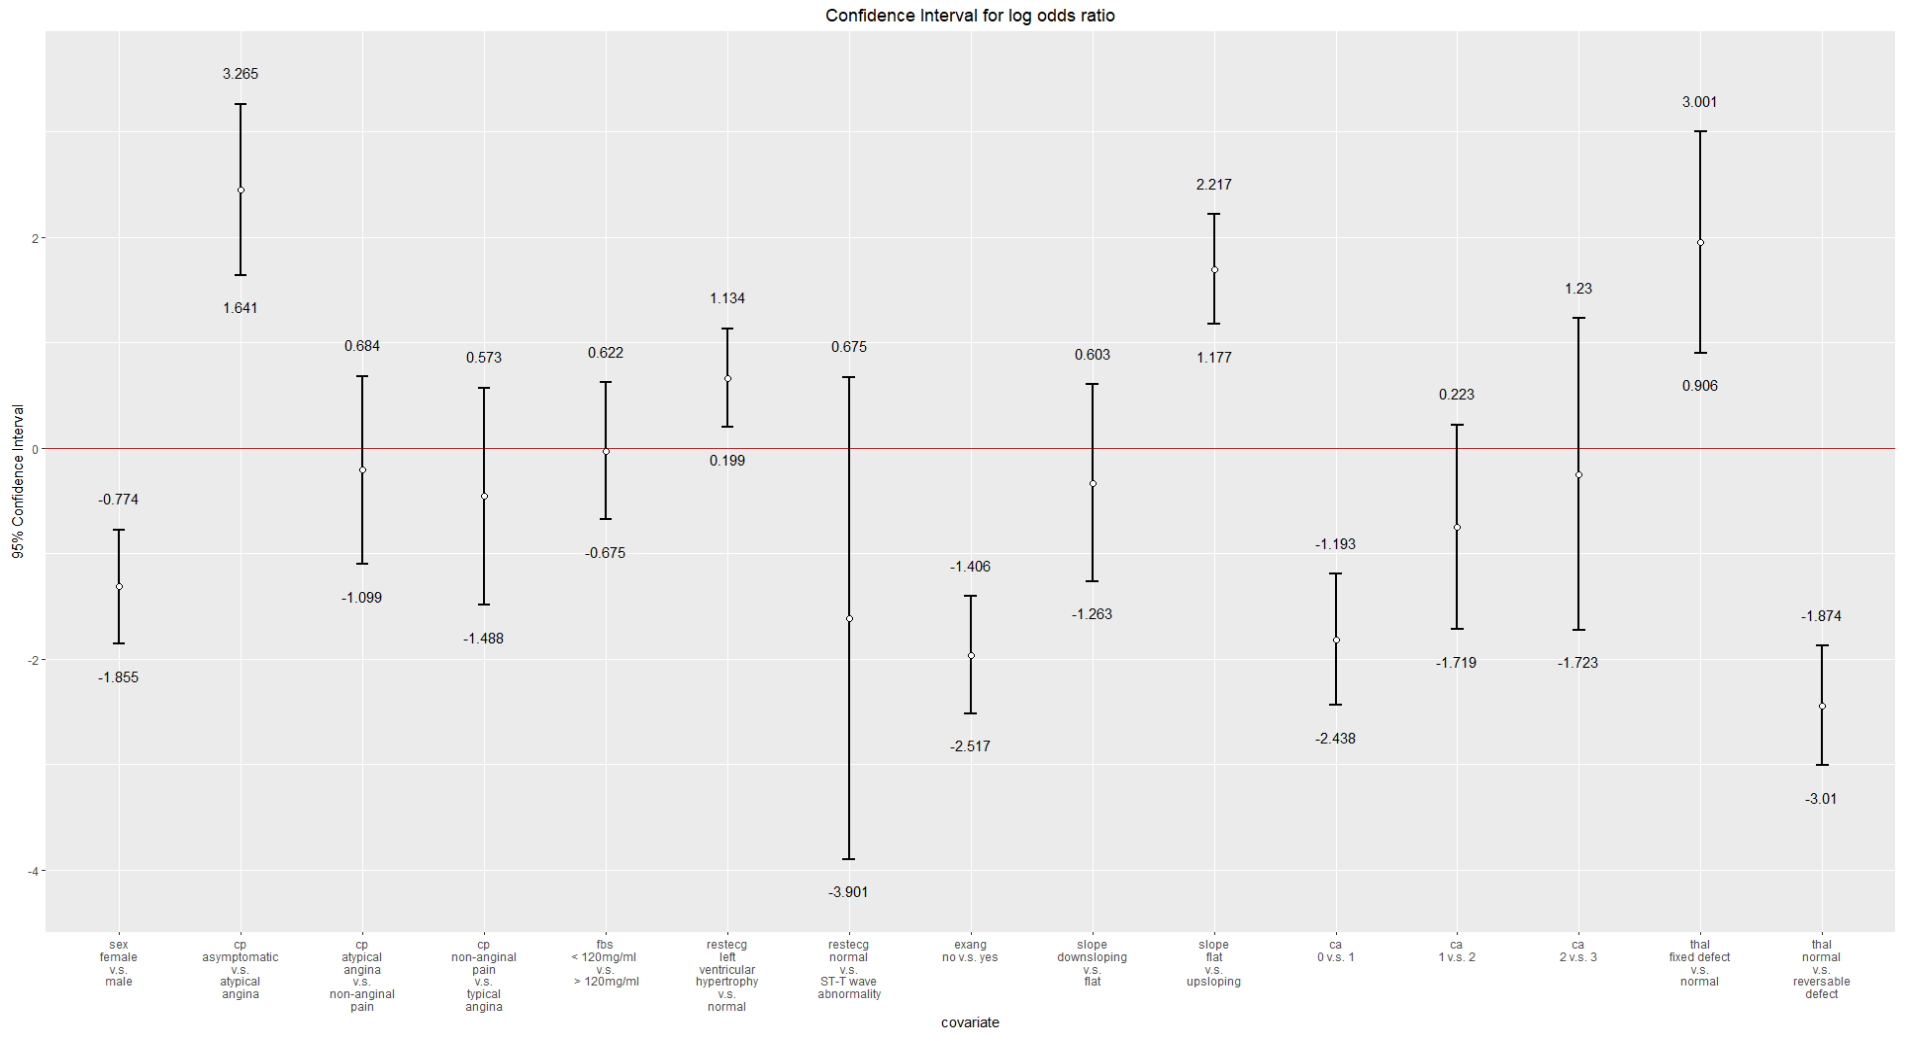 Confidence Interval for log odds ratio
3.265
3.001
2.217
2
1.641
1.23
1.134
0.684
0.573
0.622
0.675
0.603
1.177
0.223
0.906
0
0.199
-0.774
95% Confidence Interval
-0.675
-1.406
-1.193
-1.099
-1.488
-1.263
-1.874
-1.855
-2
-1.719
-1.723
-2.517
-2.438
-3.01
-4
-3.901
sex
female
v.s.
male
cp
asymptomatic
v.s.
atypical
angina
cp
atypical
angina
v.s.
non-anginal
pain
cp
non-anginal
pain
v.s.
typical
angina
fbs
< 120mg/ml
v.s.
> 120mg/ml
restecg
left
ventricular
hypertrophy
v.s.
normal
restecg
normal
v.s.
ST-T wave
abnormality
exang
no v.s. yes
slope
downsloping
v.s.
flat
slope
flat
v.s.
upsloping
ca
0 v.s. 1
ca
1 v.s. 2
ca
2 v.s. 3
thal
fixed defect
v.s.
normal
thal
normal
v.s.
reversable
defect
covariate